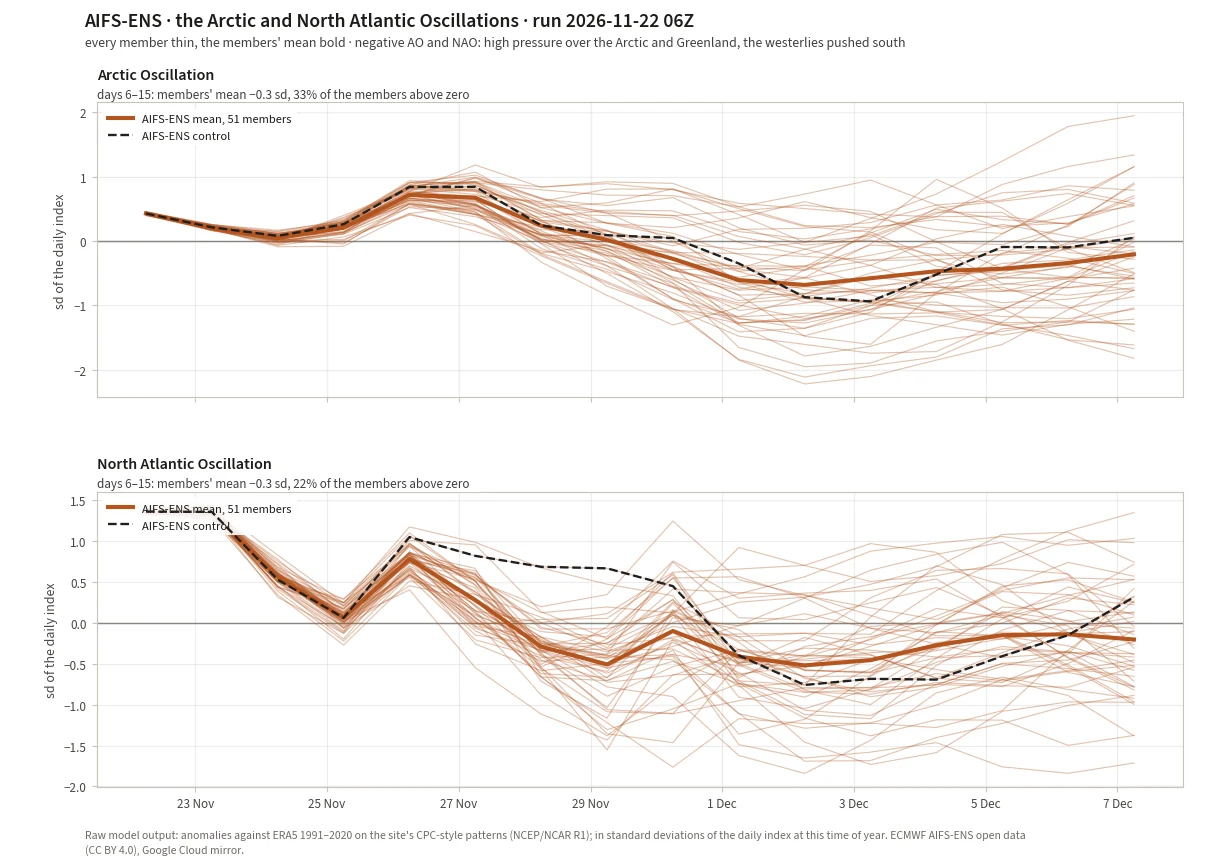 AIFS-ENS · the Arctic and North Atlantic Oscillations · run 2026-11-22 06Z
every member thin, the members' mean bold · negative AO and NAO: high pressure over the Arctic and Greenland, the westerlies pushed south
Arctic Oscillation
days 6–15: members' mean −0.3 sd, 33% of the members above zero
AIFS-ENS mean, 51 members
AIFS-ENS control
sd of the daily index
2
1
0
−1
−2
North Atlantic Oscillation
days 6–15: members' mean −0.3 sd, 22% of the members above zero
AIFS-ENS mean, 51 members
AIFS-ENS control
sd of the daily index
1.5
1.0
0.5
0.0
−0.5
−1.0
−1.5
−2.0
23 Nov
25 Nov
27 Nov
29 Nov
1 Dec
3 Dec
5 Dec
7 Dec
Raw model output: anomalies against ERA5 1991–2020 on the site's CPC-style patterns (NCEP/NCAR R1); in standard deviations of the daily index at this time of year. ECMWF AIFS-ENS open data
(CC BY 4.0), Google Cloud mirror.